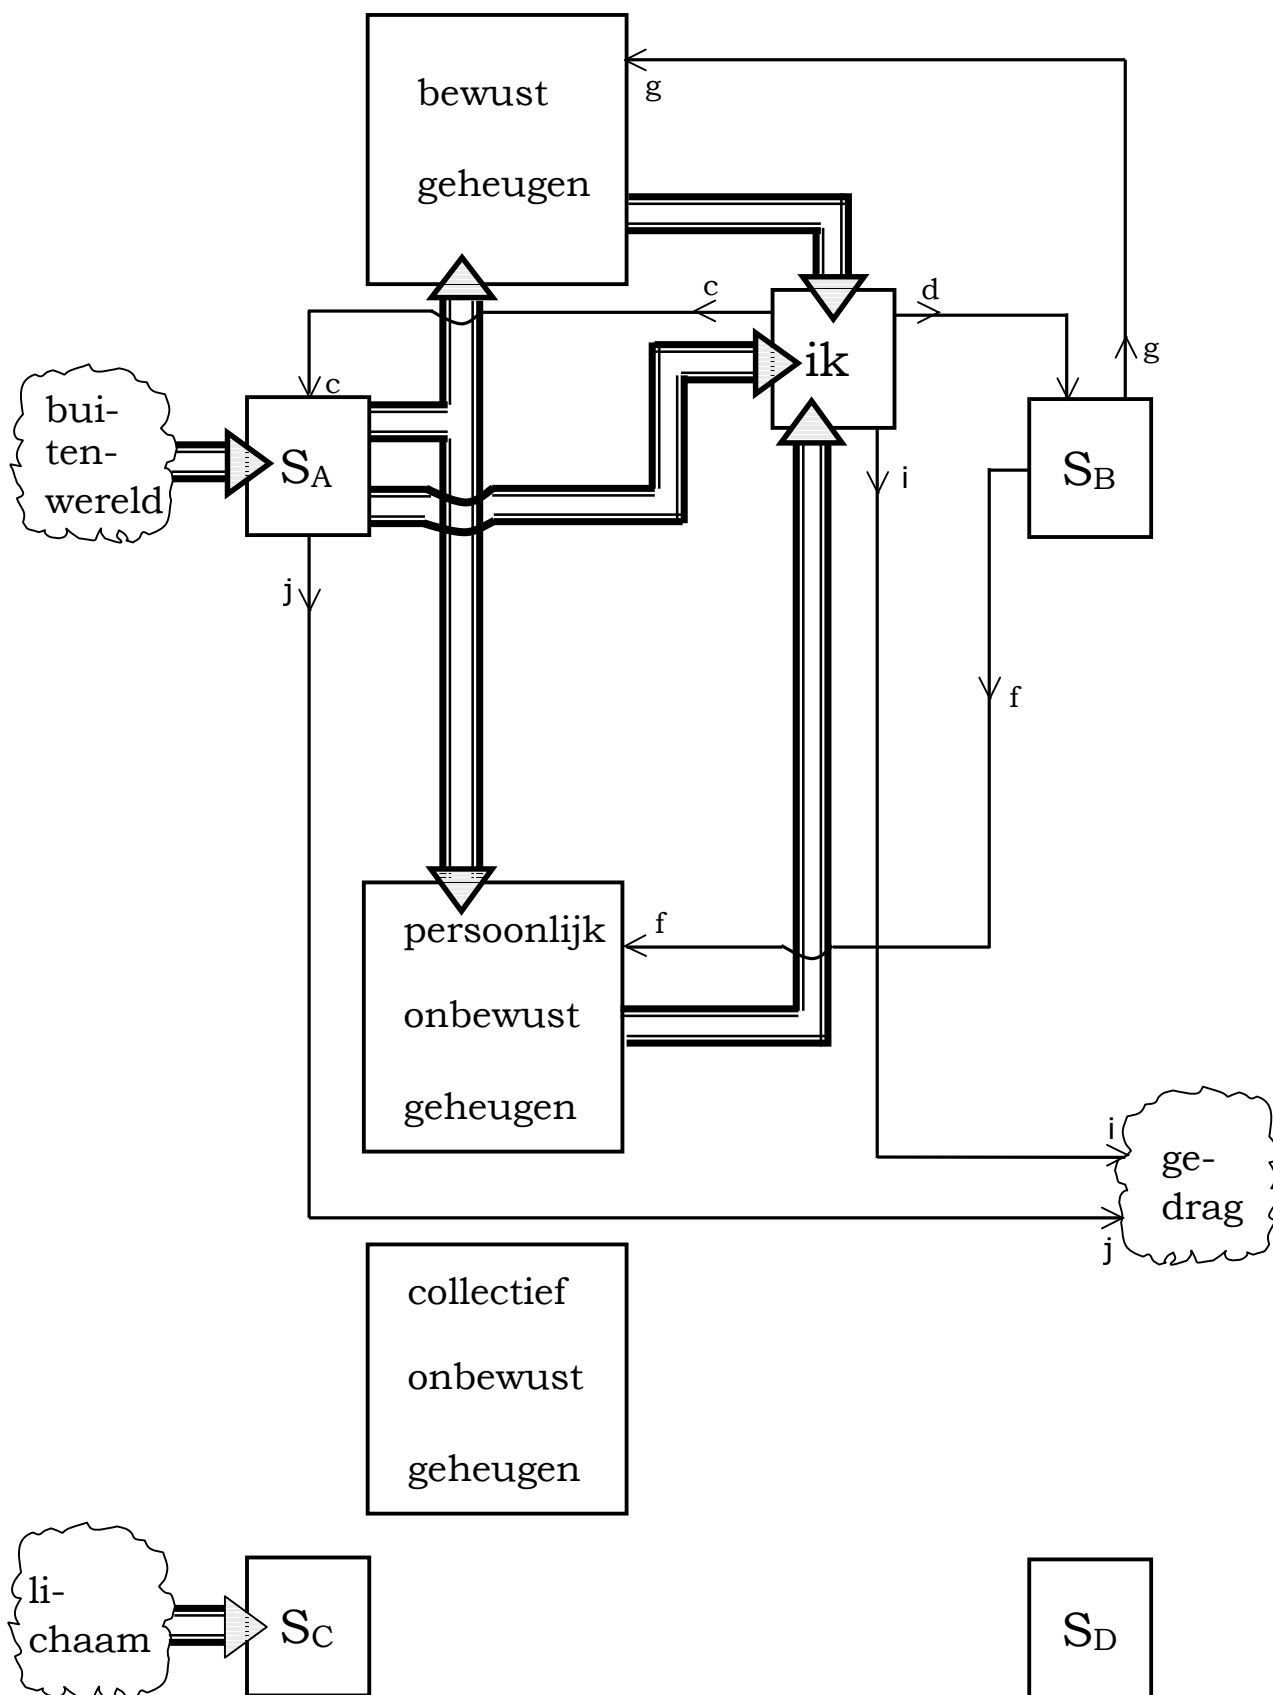 bewust
geheugen
g
c
d
g
c
ik
bui-
ten-
wereld
SA
SB
i
j
f
persoonlijk
f
onbewust
geheugen
i
ge-
drag
j
collectief
onbewust
geheugen
li-
chaam
SC
SD